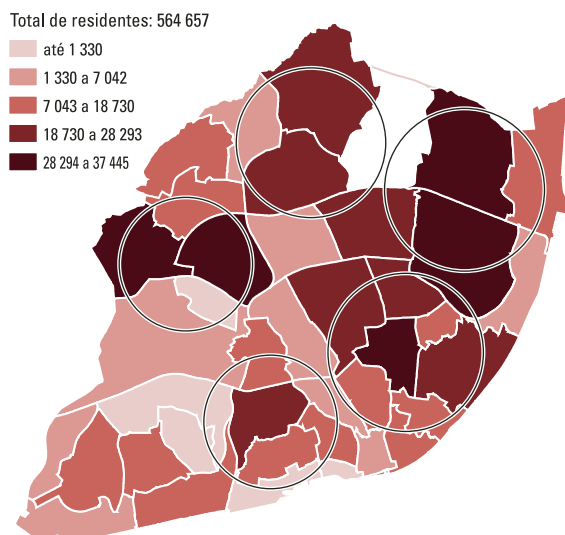 Total de residentes: 564 657
até 1 330
1 330 a 7 042
7 043 a 18 730
18 730 a 28 293
28 294 a 37 445